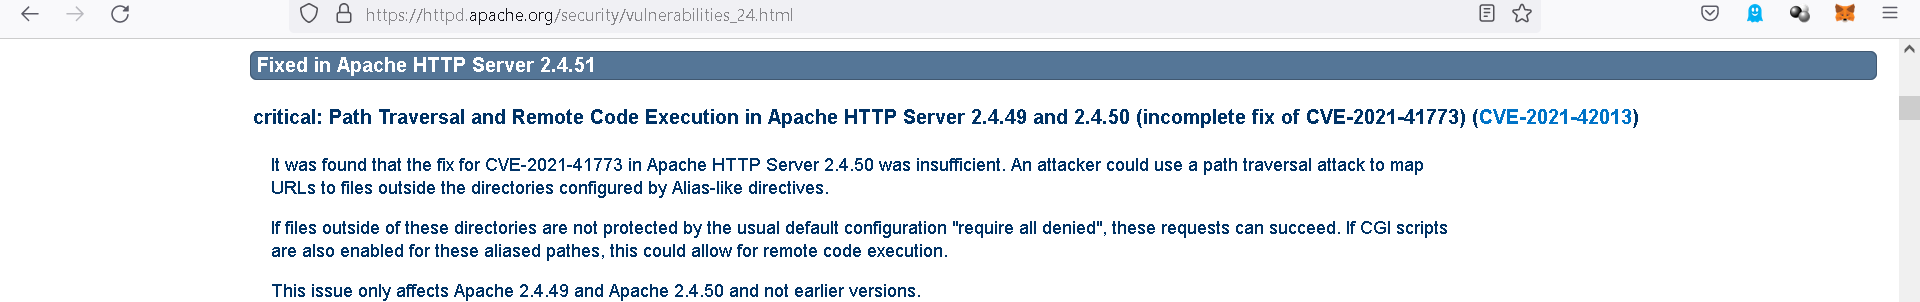 https://httpd.apache.org/security/vulnerabilities_24.html
Fixed in Apache HTTP Server 2.4.51
critical: Path Traversal and Remote Code Execution in Apache HTTP Server 2.4.49 and 2.4.50 (incomplete fix of CVE-2021-41773) (CVE-2021-42013)
It was found that the fix for CVE-2021-41773 in Apache HTTP Server 2.4.50 was insufficient. An attacker could use a path traversal attack to map
URLs to files outside the directories configured by Alias-like directives.
If files outside of these directories are not protected by the usual default configuration "require all denied", these requests can succeed. If CGI scripts
are also enabled for these aliased pathes, this could allow for remote code execution.
This issue only affects Apache 2.4.49 and Apache 2.4.50 and not earlier versions.